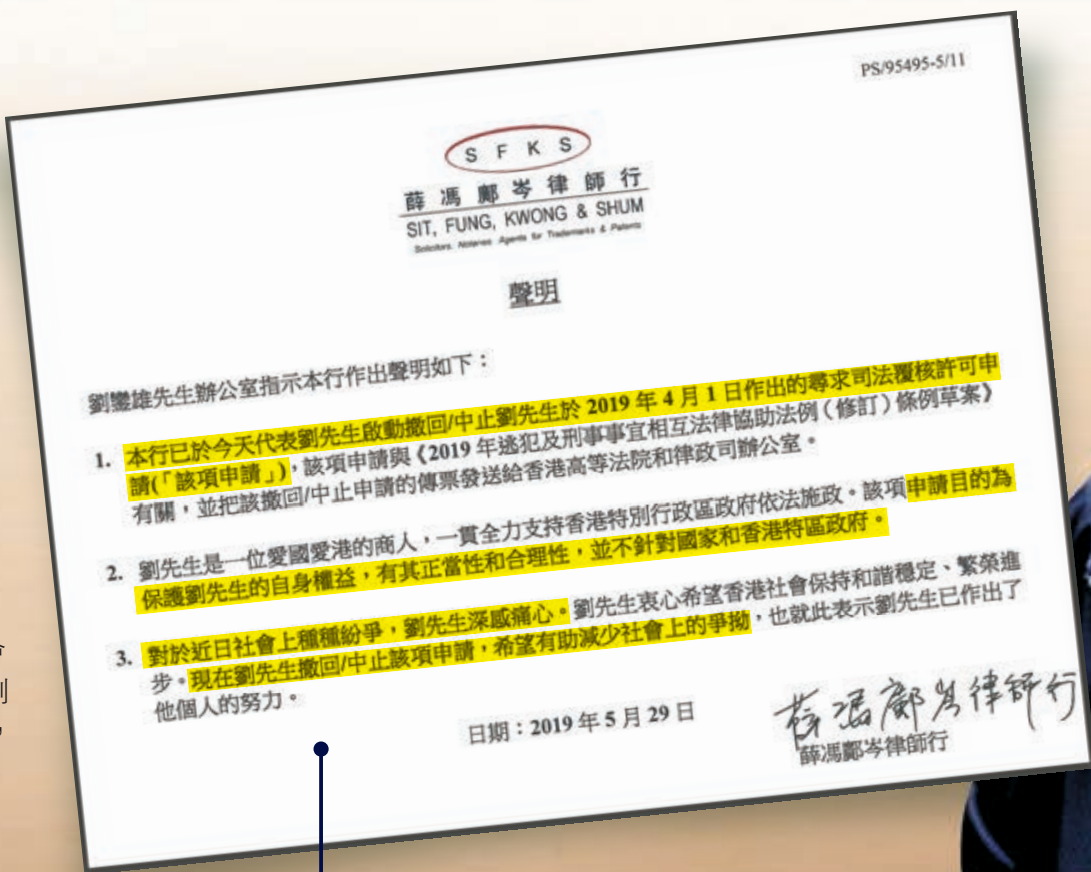 PS/95495-5/11
S F K S
薛馮鄺岑律師行
SIT, FUNG, KWONG & SHUM
Solicitors, Notaries, Agents for Trademarks & Patents
聲明
劉鑾雄先生辦公室指示本行作出聲明如下：
1. 本行已於今天代表劉先生啟動撤回/中止劉先生於 2019 年 4 月 1 日作出的尋求司法覆核許可申
請(「該項申請」)，該項申請與《2019 年逃犯及刑事事宜相互法律協助法例（修訂）條例草案》
有關，並把該撤回/中止申請的傳票發送給香港高等法院和律政司辦公室。
2. 劉先生是一位愛國愛港的商人，一貫全力支持香港特別行政區政府依法施政。該項申請目的為
保護劉先生的自身權益，有其正當性和合理性，並不針對國家和香港特區政府。
3. 對於近日社會上種種紛爭，劉先生深感痛心。劉先生衷心希望香港社會保持和諧穩定、繁榮進
步。現在劉先生撤回/中止該項申請，希望有助減少社會上的爭拗，也就此表示劉先生已作出了
他個人的努力。
日期：2019 年 5 月 29 日
薛馮鄺岑律師行
薛馮鄺岑律師行